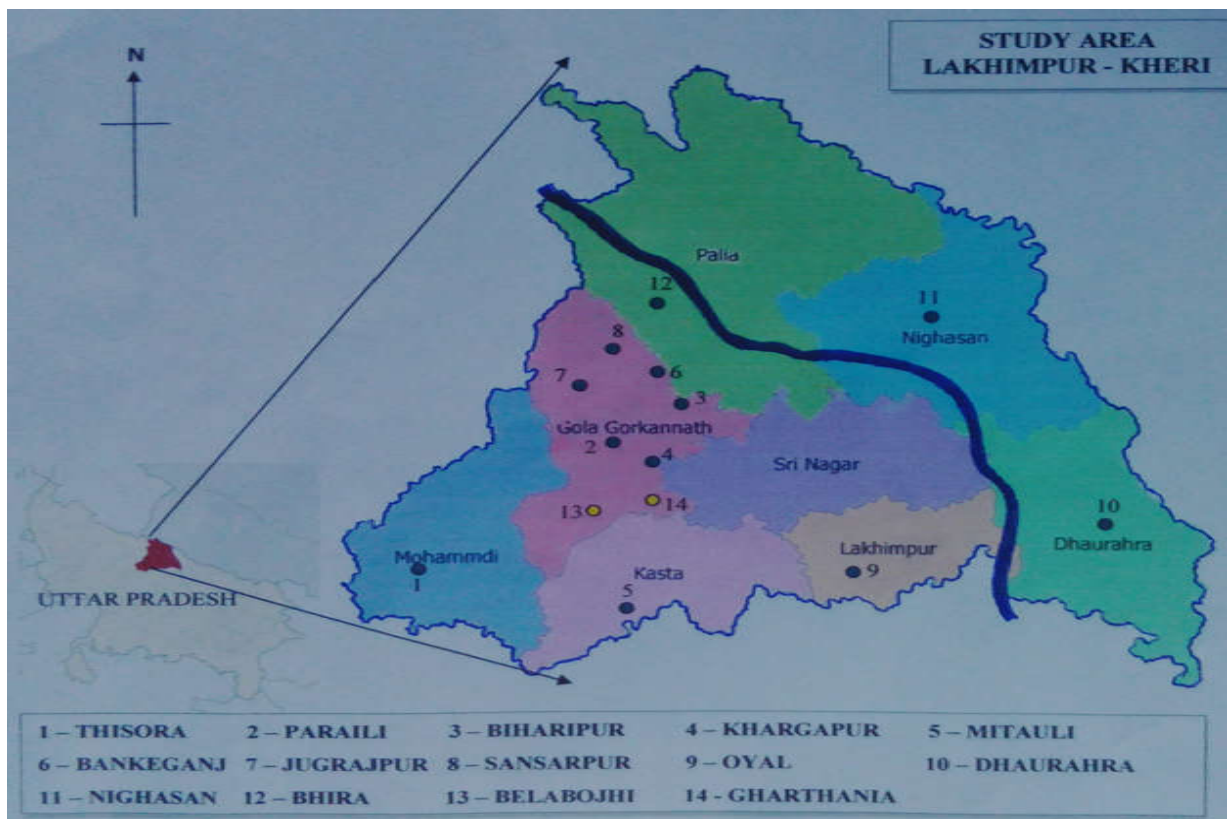 STUDY AREA
LAKHIMPUR - KHERI
N
Palia
12
11
Nighasan
8
6
7
3
Gola Gorkannath
2
4
Sri Nagar
14
13
10
Dhaurahra
Lakhimpur
9
Mohammdi
1
Kasta
5
UTTAR PRADESH
1 – THISORA 2 – PARAILI 3 – BIHARIPUR 4 – KHARGAPUR 5 – MITAULI
6 – BANKEGANJ 7 – JUGRAJPUR 8 – SANSARPUR 9 – OYAL 10 – DHAURAHRA
11 – NIGHASAN 12 – BHIRA 13 – BELABOJHI 14 - GHARTHANIA